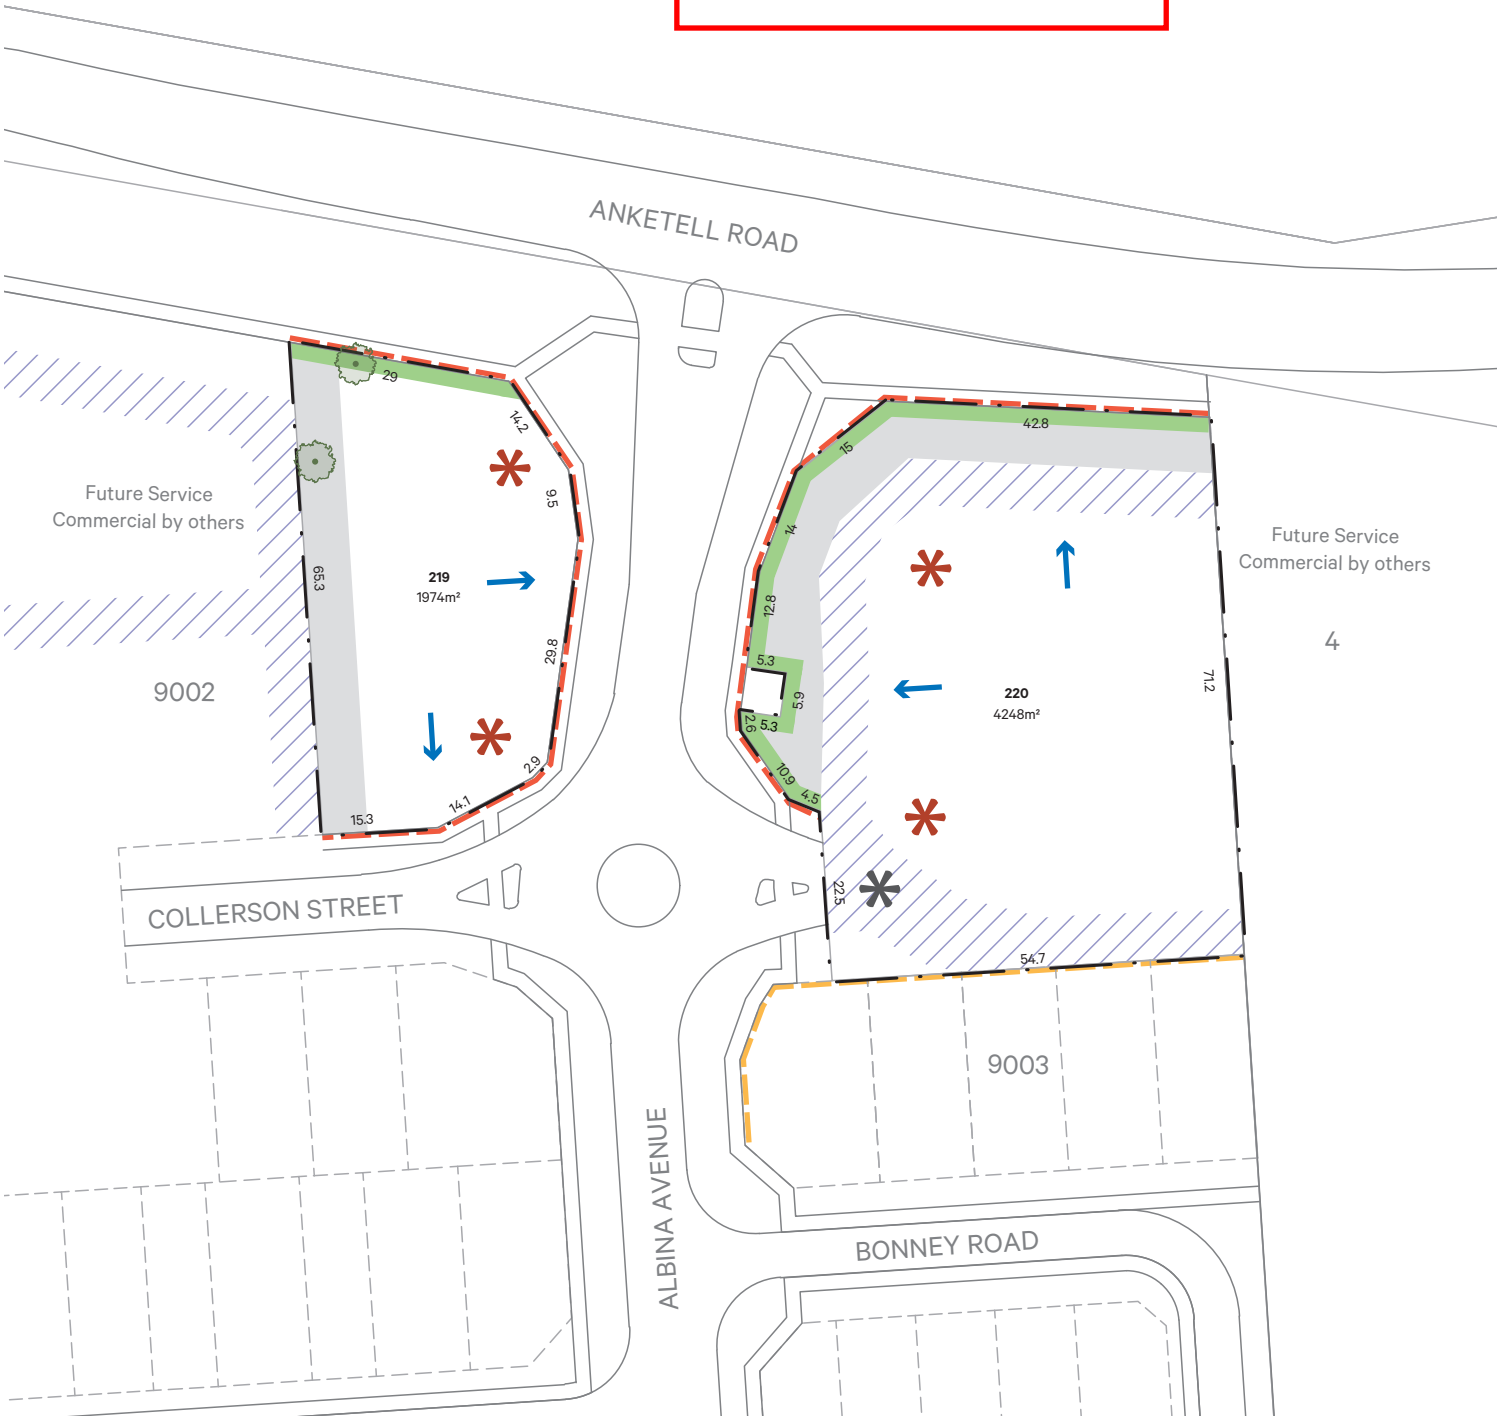 ANKETELL ROAD
29
14.2
9.5
65.3
219
1974m²
29.8
2.9
14.1
15.3
Future Service
Commercial by others
9002
42.8
15
14
12.8
5.3
5.9
5.3
2.6
10.9
4.5
220
4248m²
71.2
22.5
54.7
Future Service
Commercial by others
4
COLLERSON STREET
9003
ALBINA AVENUE
BONNEY ROAD